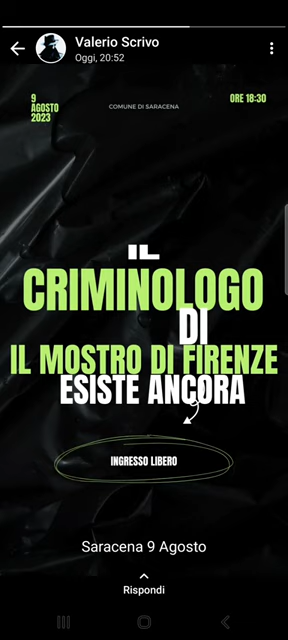 Valerio Scrivo
Oggi, 20:52
9
AGOSTO
2023
COMUNE DI SARACENA
ORE 18:30
IL
CRIMINOLOGO
DI
IL MOSTRO DI FIRENZE
ESISTE ANCORA
INGRESSO LIBERO
Saracena 9 Agosto
Rispondi